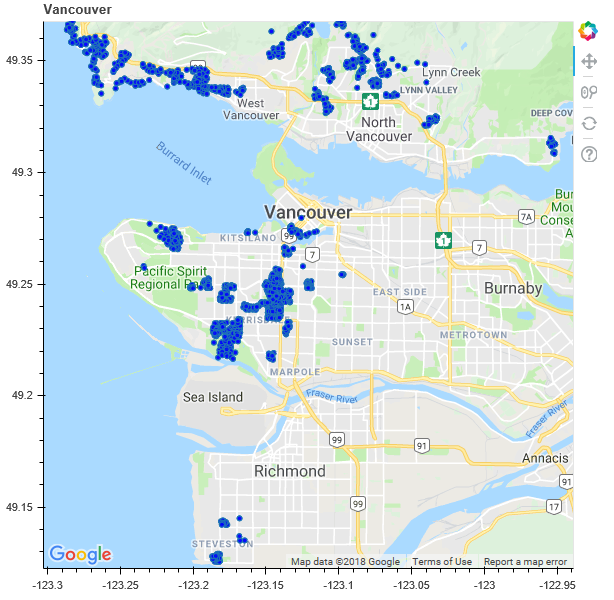 Vancouver
49.35
49.3
49.25
49.2
49.15
-123.3
-123.25
-123.2
-123.15
-123.1
-123.05
-123
-122.95
Lynn Creek
LYNN VALLEY
1
West
Vancouver
North
Vancouver
DEEP COV
Burrard Inlet
Vancouver
KITSILANO
99
7
7A
1
7
Pacific Spirit
Regional
EAST SIDE
1A
Burnaby
METROTOWN
SUNSET
MARPOLE
Sea Island
Fraser River
Fraser River
99
91
Annacis
Richmond
91
99
17
STEVESTON
Google
Map data ©2018 Google
Terms of Use
Report a map error